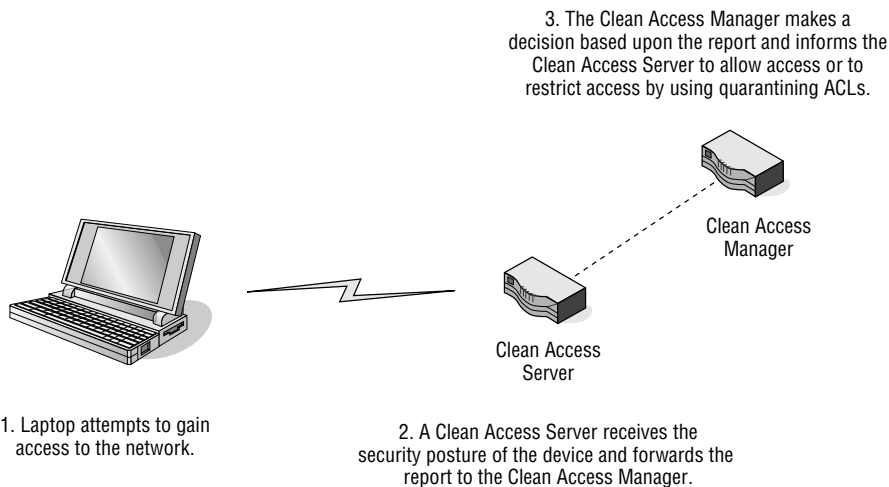 3. The Clean Access Manager makes a
decision based upon the report and informs the
Clean Access Server to allow access or to
restrict access by using quarantining ACLs.
Clean Access
Manager
Clean Access
Server
1. Laptop attempts to gain
access to the network.
2. A Clean Access Server receives the
security posture of the device and forwards the
report to the Clean Access Manager.